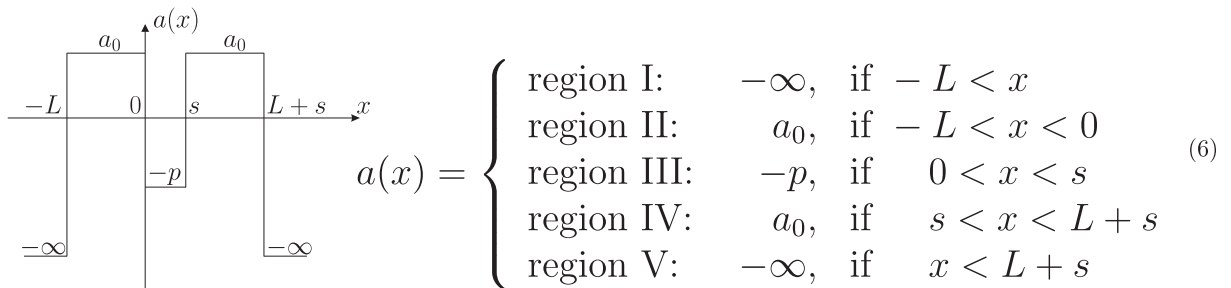 a(x)
a₀ a₀
−L 0 s L + s x
−p
−∞ −∞
a(x) = {
region I: −∞, if − L < x
region II: a₀, if − L < x < 0
region III: −p, if 0 < x < s
region IV: a₀, if s < x < L + s
region V: −∞, if x < L + s
(6)